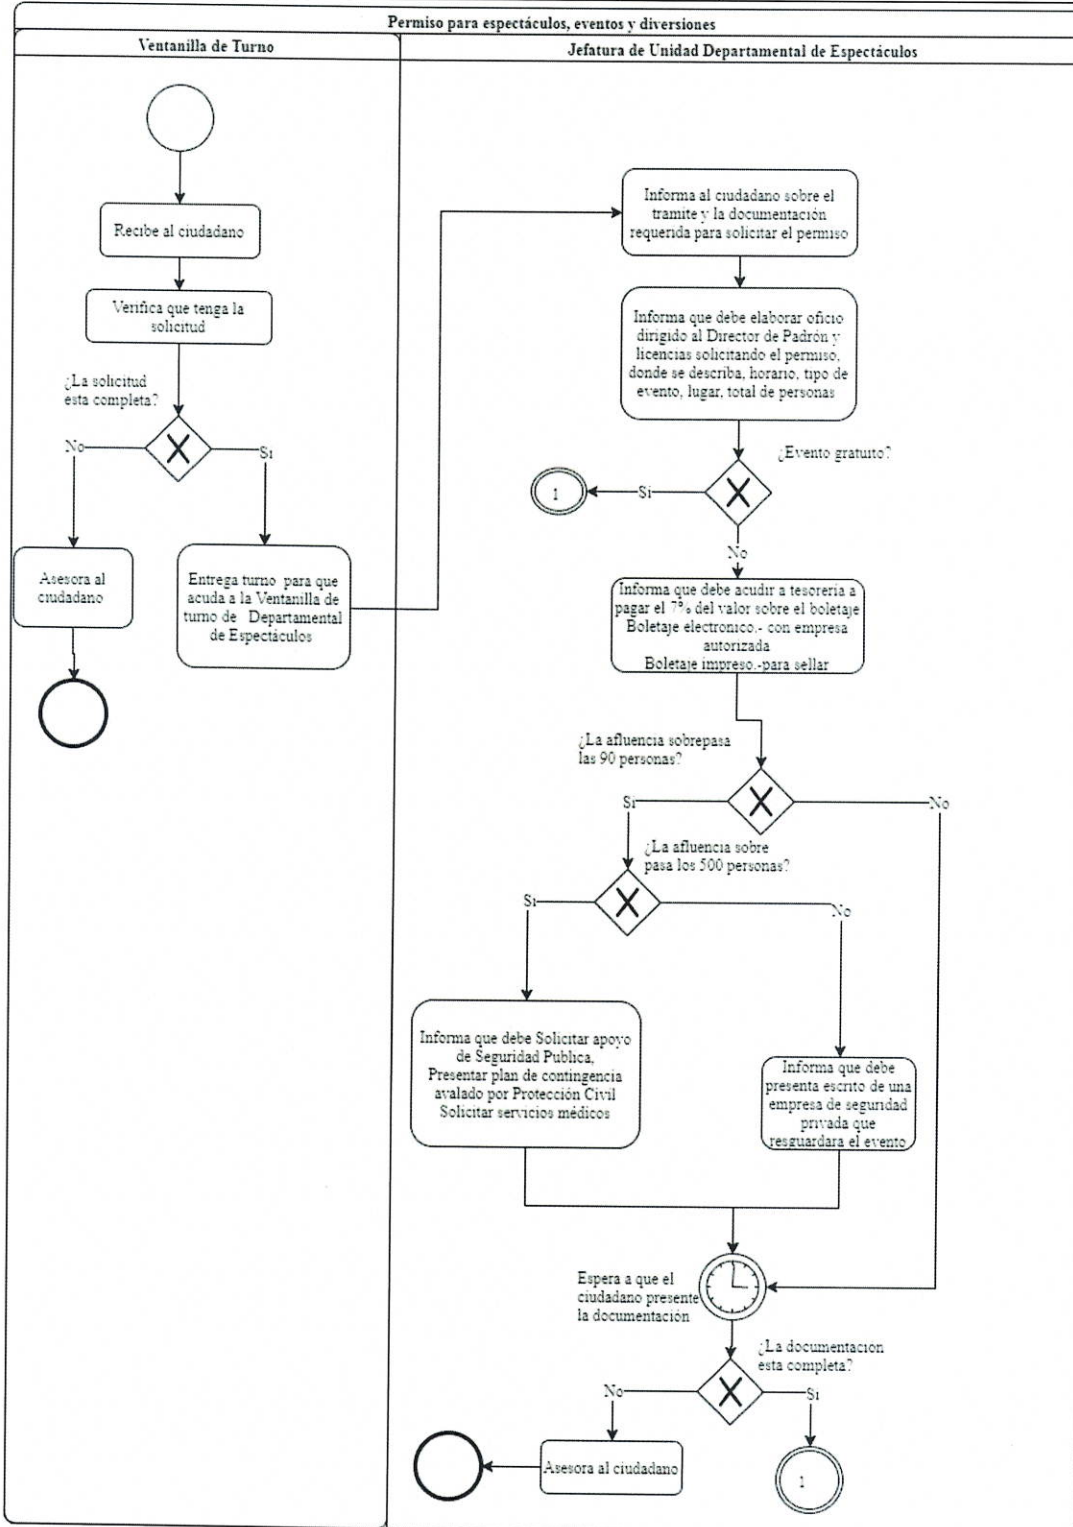 Permiso para espectáculos, eventos y diversiones
Ventanilla de Turno
Jefatura de Unidad Departamental de Espectáculos
Recibe al ciudadano
Verifica que tenga la
solicitud
¿La solicitud
esta completa?
No
Si
Asesora al
ciudadano
Entrega turno para que
acuda a la Ventanilla de
turno de Departamental
de Espectáculos
Informa al ciudadano sobre el
tramite y la documentación
requerida para solicitar el permiso
Informa que debe elaborar oficio
dirigido al Director de Padrón y
licencias solicitando el permiso,
donde se describa, horario, tipo de
evento, lugar, total de personas
¿Evento gratuito?
Si
1
No
Informa que debe acudir a tesorería a
pagar el 7% del valor sobre el boletaje
Boletaje electronico.- con empresa
autorizada
Boletaje impreso.-para sellar
¿La afluencia sobrepasa
las 90 personas?
Si
No
¿La afluencia sobre
pasa los 500 personas?
Si
No
Informa que debe Solicitar apoyo
de Seguridad Publica,
Presentar plan de contingencia
avalado por Protección Civil
Solicitar servicios médicos
Informa que debe
presenta escrito de una
empresa de seguridad
privada que
resguardara el evento
Espera a que el
ciudadano presente
la documentación
¿La documentación
esta completa?
No
Si
Asesora al ciudadano
1